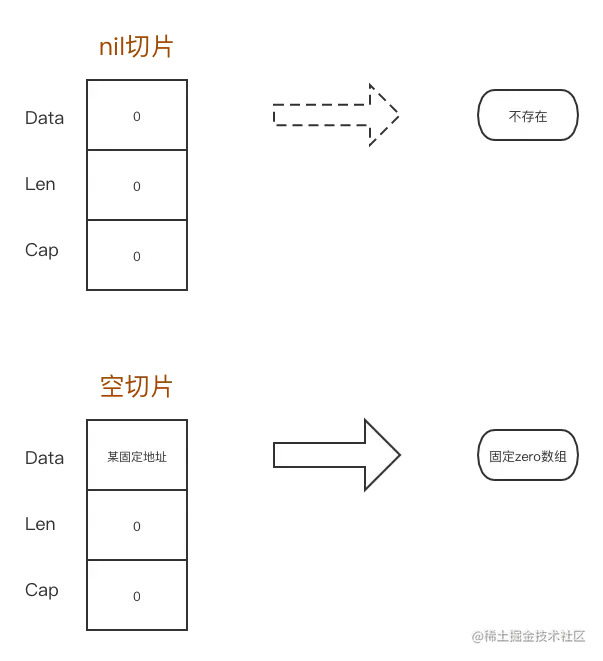 nil切片
Data
0
不存在
Len
0
Cap
0
空切片
Data
某固定地址
固定zero数组
Len
0
Cap
0
@稀土掘金技术社区